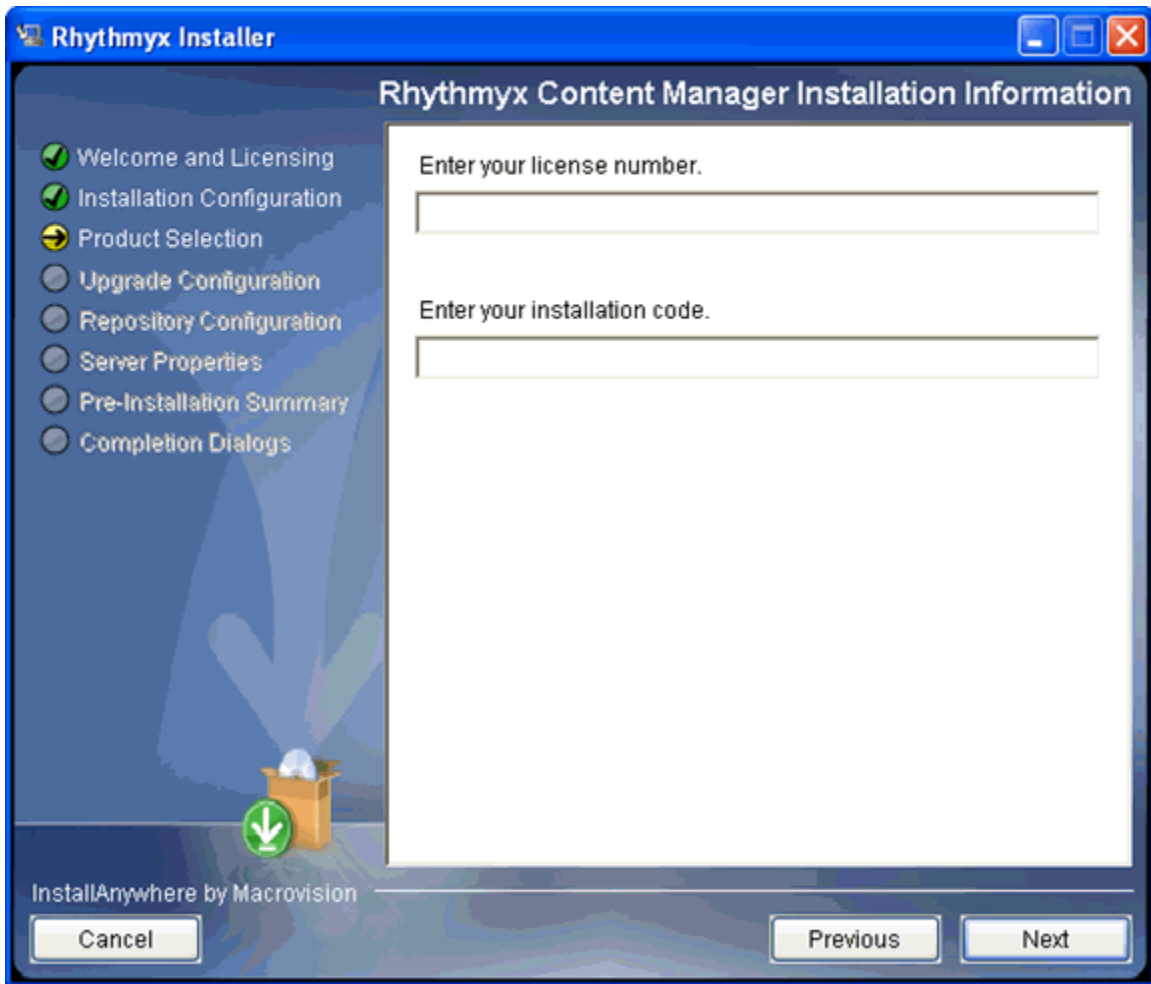 Rhythmyx Installer
Rhythmyx Content Manager Installation Information
Welcome and Licensing
Installation Configuration
Product Selection
Upgrade Configuration
Repository Configuration
Server Properties
Pre-Installation Summary
Completion Dialogs
Enter your license number.
Enter your installation code.
InstallAnywhere by Macrovision
Cancel
Previous
Next